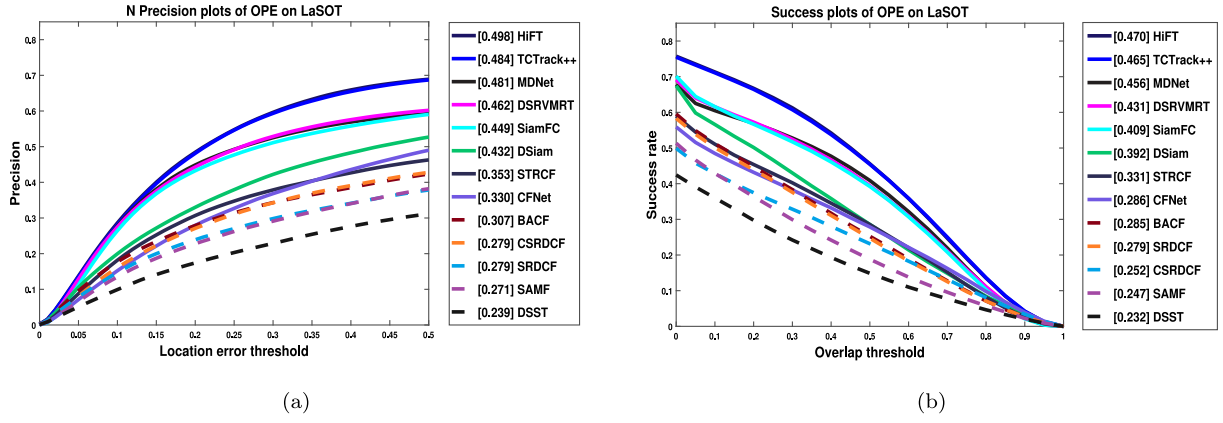 N Precision plots of OPE on LaSOT
Precision
0.8
0.7
0.6
0.5
0.4
0.3
0.2
0.1
0
0 0.05 0.1 0.15 0.2 0.25 0.3 0.35 0.4 0.45 0.5
Location error threshold
[0.498] HiFT
[0.484] TCTrack++
[0.481] MDNet
[0.462] DSRVMRT
[0.449] SiamFC
[0.432] DSiam
[0.353] STRCF
[0.330] CFNet
[0.307] BACF
[0.279] CSRDCF
[0.279] SRDCF
[0.271] SAMF
[0.239] DSST
(a)
Success plots of OPE on LaSOT
Success rate
0.8
0.7
0.6
0.5
0.4
0.3
0.2
0.1
0
0 0.1 0.2 0.3 0.4 0.5 0.6 0.7 0.8 0.9 1
Overlap threshold
[0.470] HiFT
[0.465] TCTrack++
[0.456] MDNet
[0.431] DSRVMRT
[0.409] SiamFC
[0.392] DSiam
[0.331] STRCF
[0.286] CFNet
[0.285] BACF
[0.279] SRDCF
[0.252] CSRDCF
[0.247] SAMF
[0.232] DSST
(b)